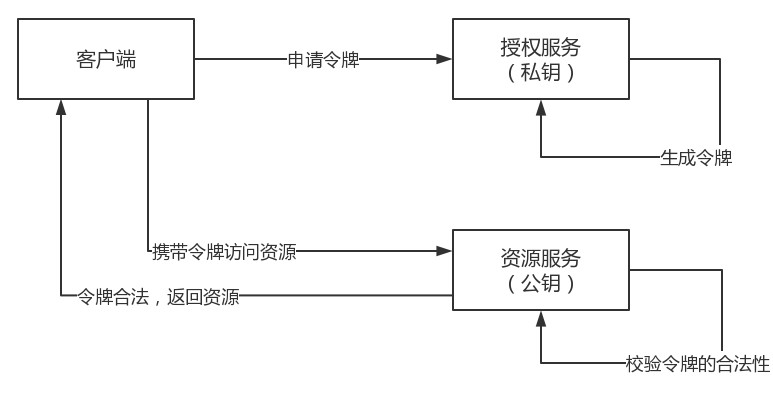 客户端
申请令牌
授权服务
（私钥）
生成令牌
携带令牌访问资源
资源服务
（公钥）
令牌合法，返回资源
校验令牌的合法性